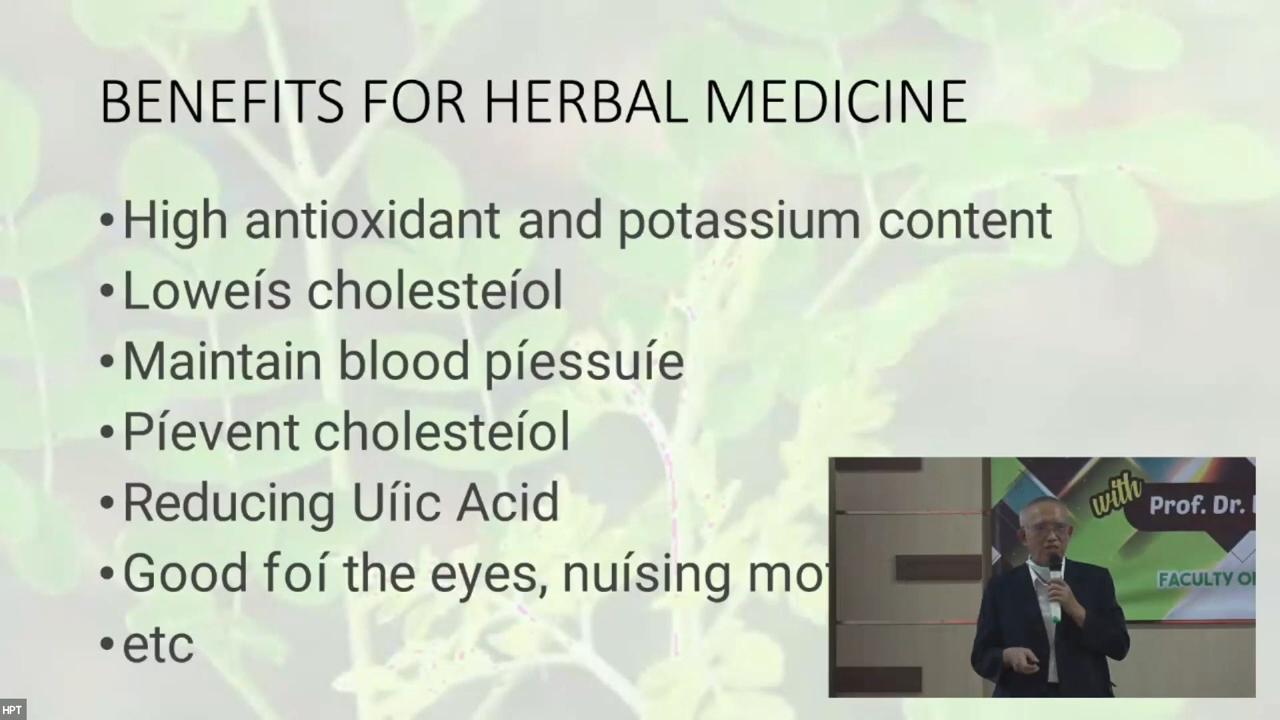 BENEFITS FOR HERBAL MEDICINE
•High antioxidant and potassium content
•Loweís cholesteíol
•Maintain blood píessuíe
•Píevent cholesteíol
•Reducing Uíic Acid
•Good foí the eyes, nuísing
•etc
with
Prof. Dr.
FACULTY
HPT